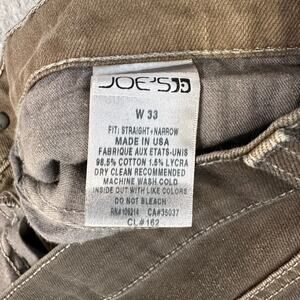 JOE'S
W 33
FIT: STRAIGHT+NARROW
MADE IN USA
FABRIQUE AUX ETATS-UNIS
98.5% COTTON 1.5% LYCRA
DRY CLEAN RECOMMENDED
MACHINE WASH COLD
INSIDE OUT WITH LIKE COLORS
DO NOT BLEACH
RN#109214 CA#35037
CL#162